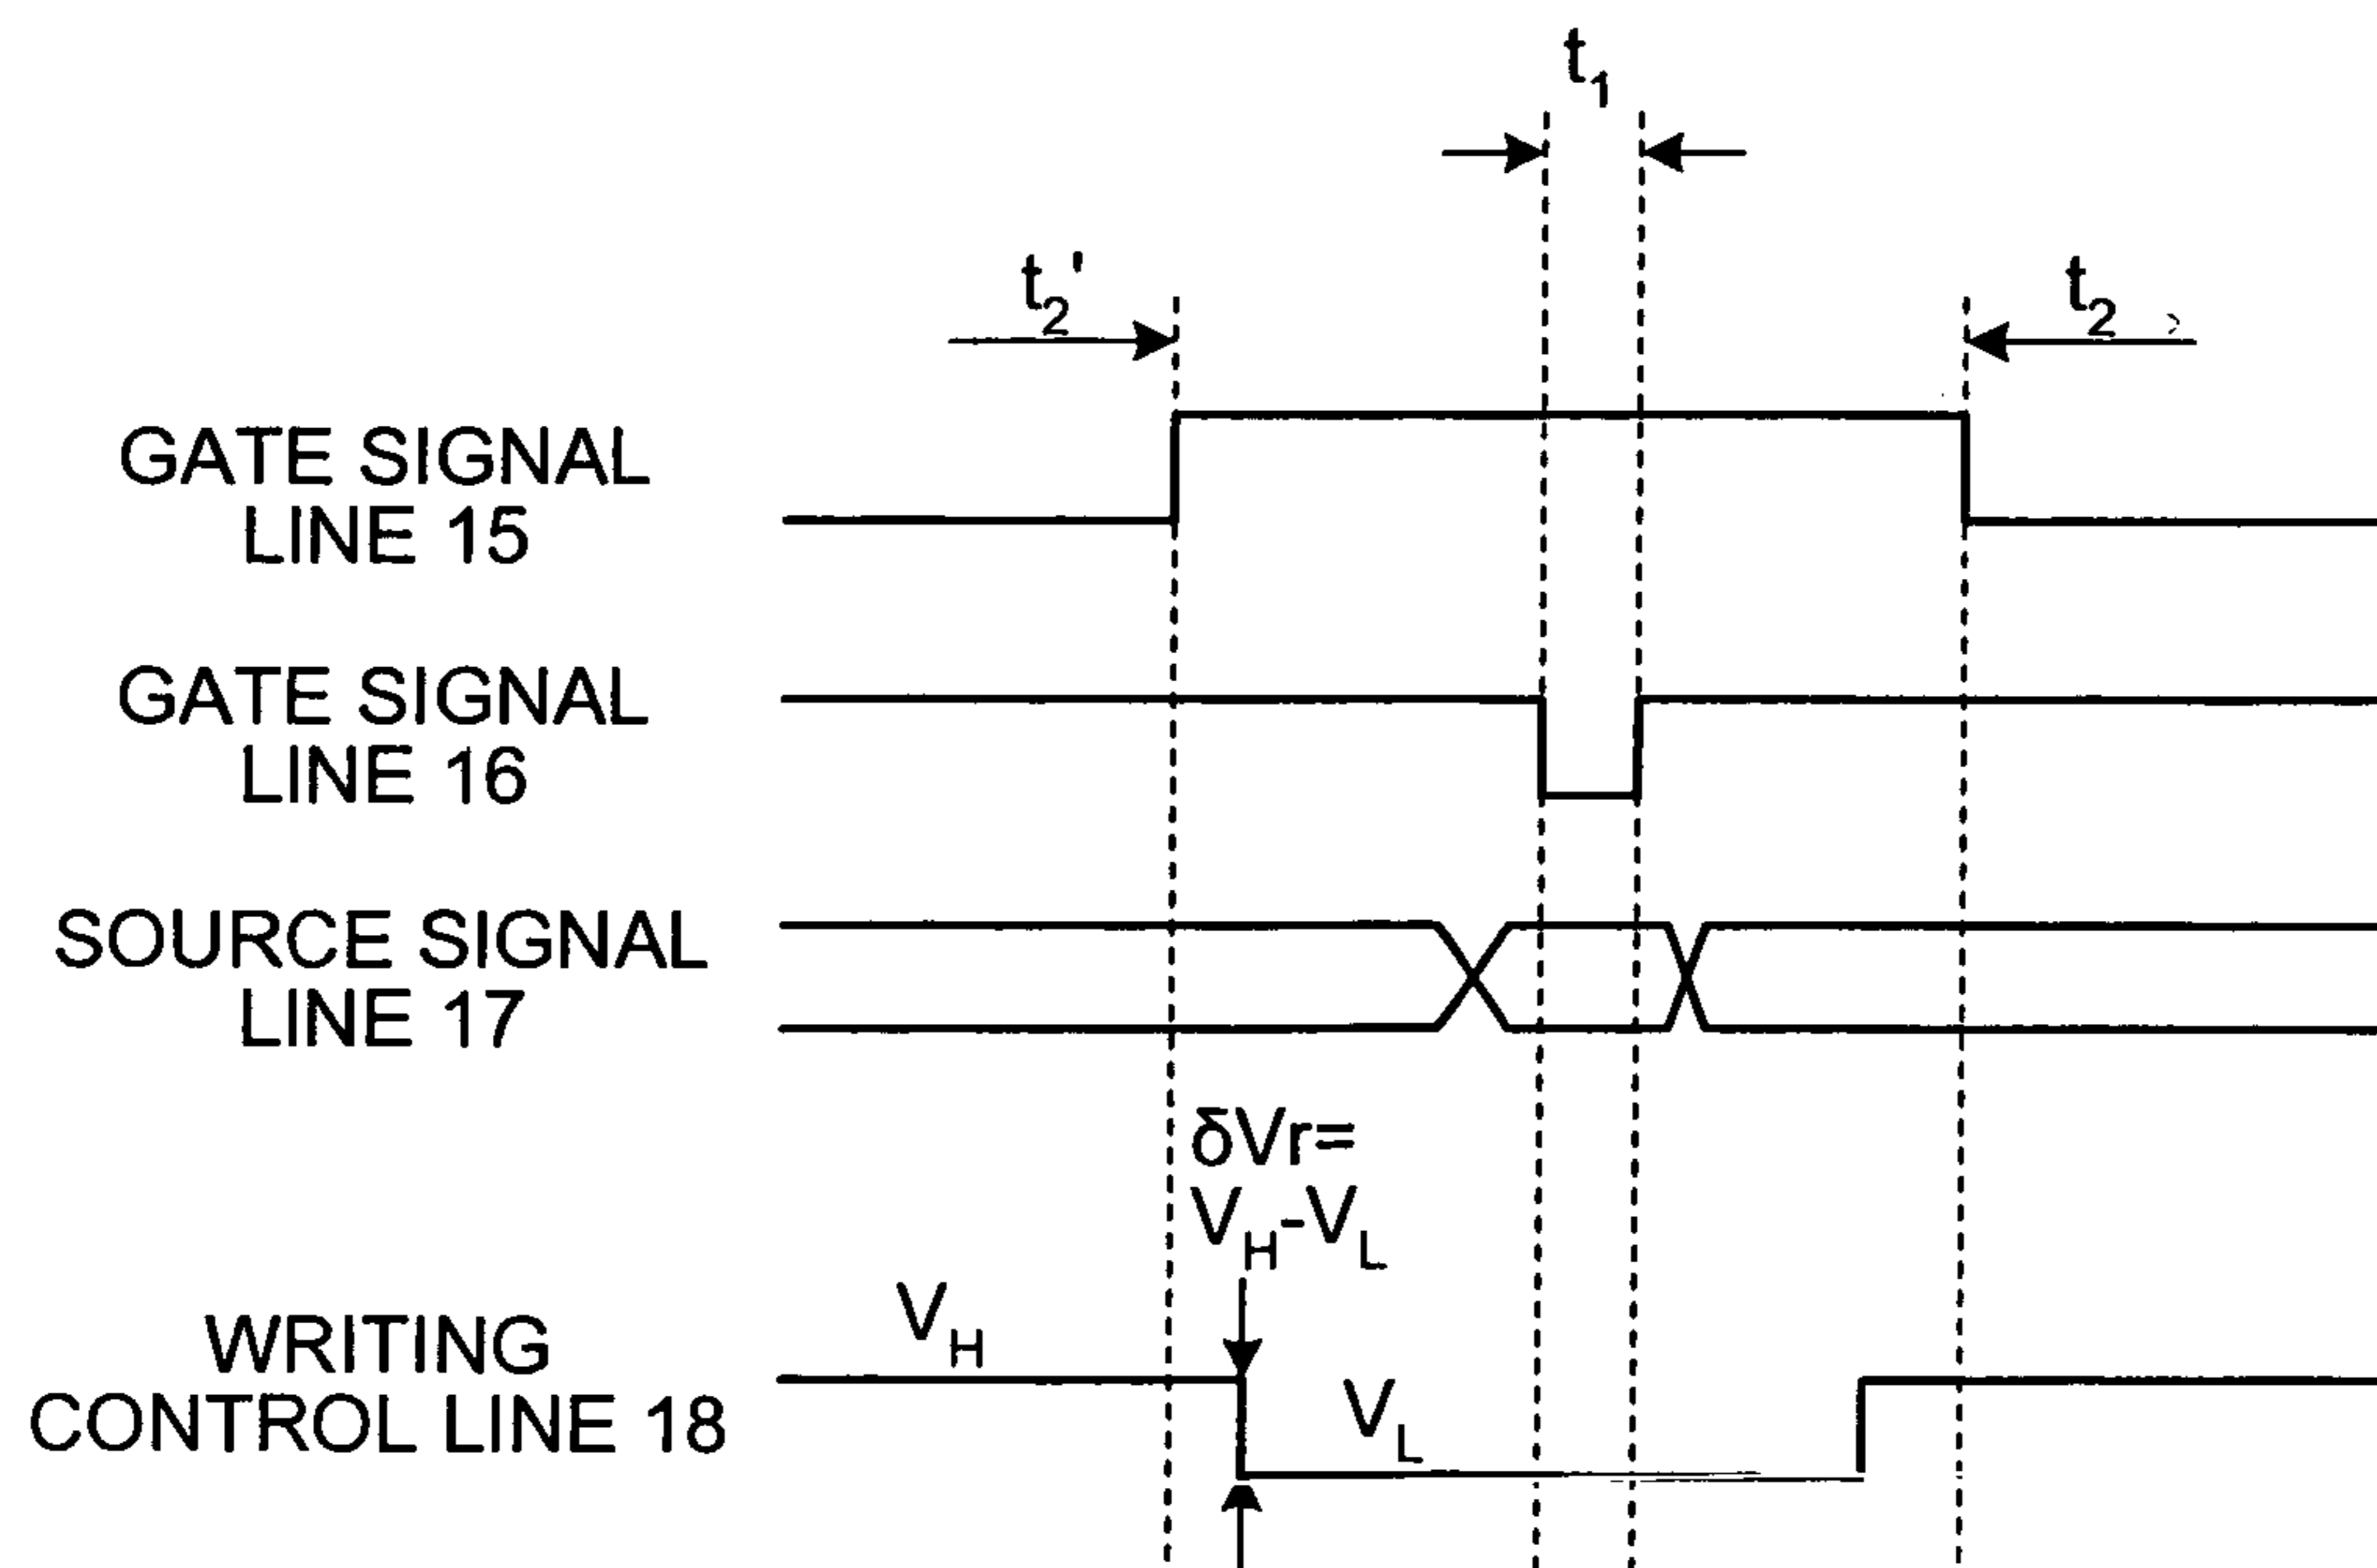 t1
t2'
t2
GATE SIGNAL
LINE 15
GATE SIGNAL
LINE 16
SOURCE SIGNAL
LINE 17
δVr=
VH-VL
VH
WRITING
CONTROL LINE 18
VL